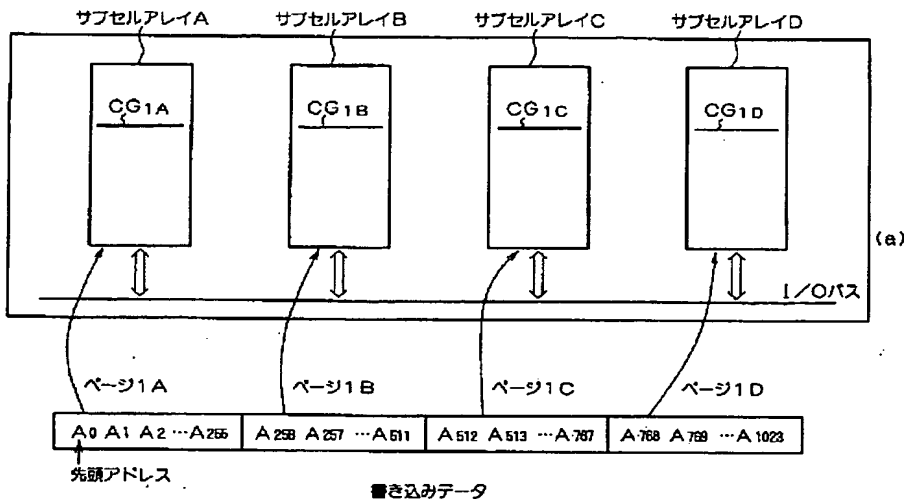 サブセルアレイA サブセルアレイB サブセルアレイC サブセルアレイD
CG1A CG1B CG1C CG1D
(a)
I/Oバス
ページ1A ページ1B ページ1C ページ1D
A0 A1 A2 …A255 A256 A257 …A511 A512 A513 …A767 A768 A769 …A1023
先頭アドレス
書き込みデータ